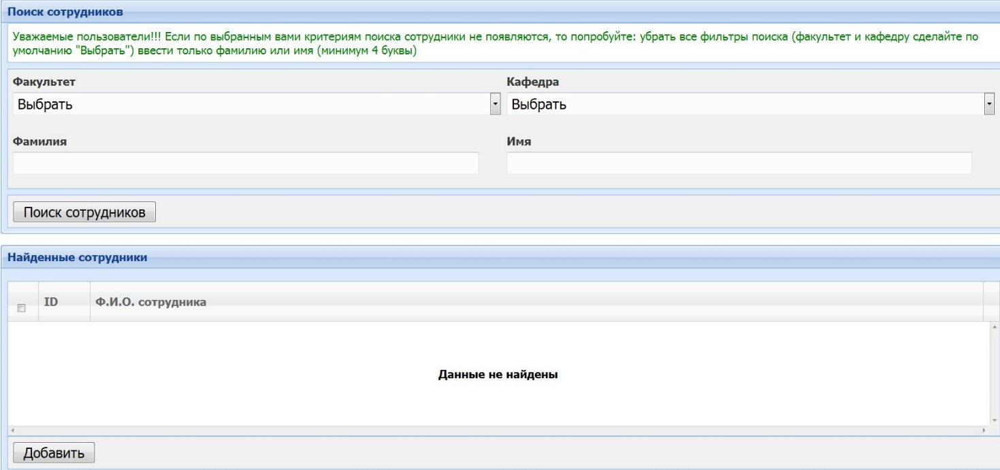 Поиск сотрудников
Уважаемые пользователи!!! Если по выбранным вами критериям поиска сотрудники не появляются, то попробуйте: убрать все фильтры поиска (факультет и кафедру сделайте по
умолчанию "Выбрать") ввести только фамилию или имя (минимум 4 буквы)
Факультет
Кафедра
Выбрать
Выбрать
Фамилия
Имя
Поиск сотрудников
Найденные сотрудники
ID
Ф.И.О. сотрудника
Данные не найдены
Добавить